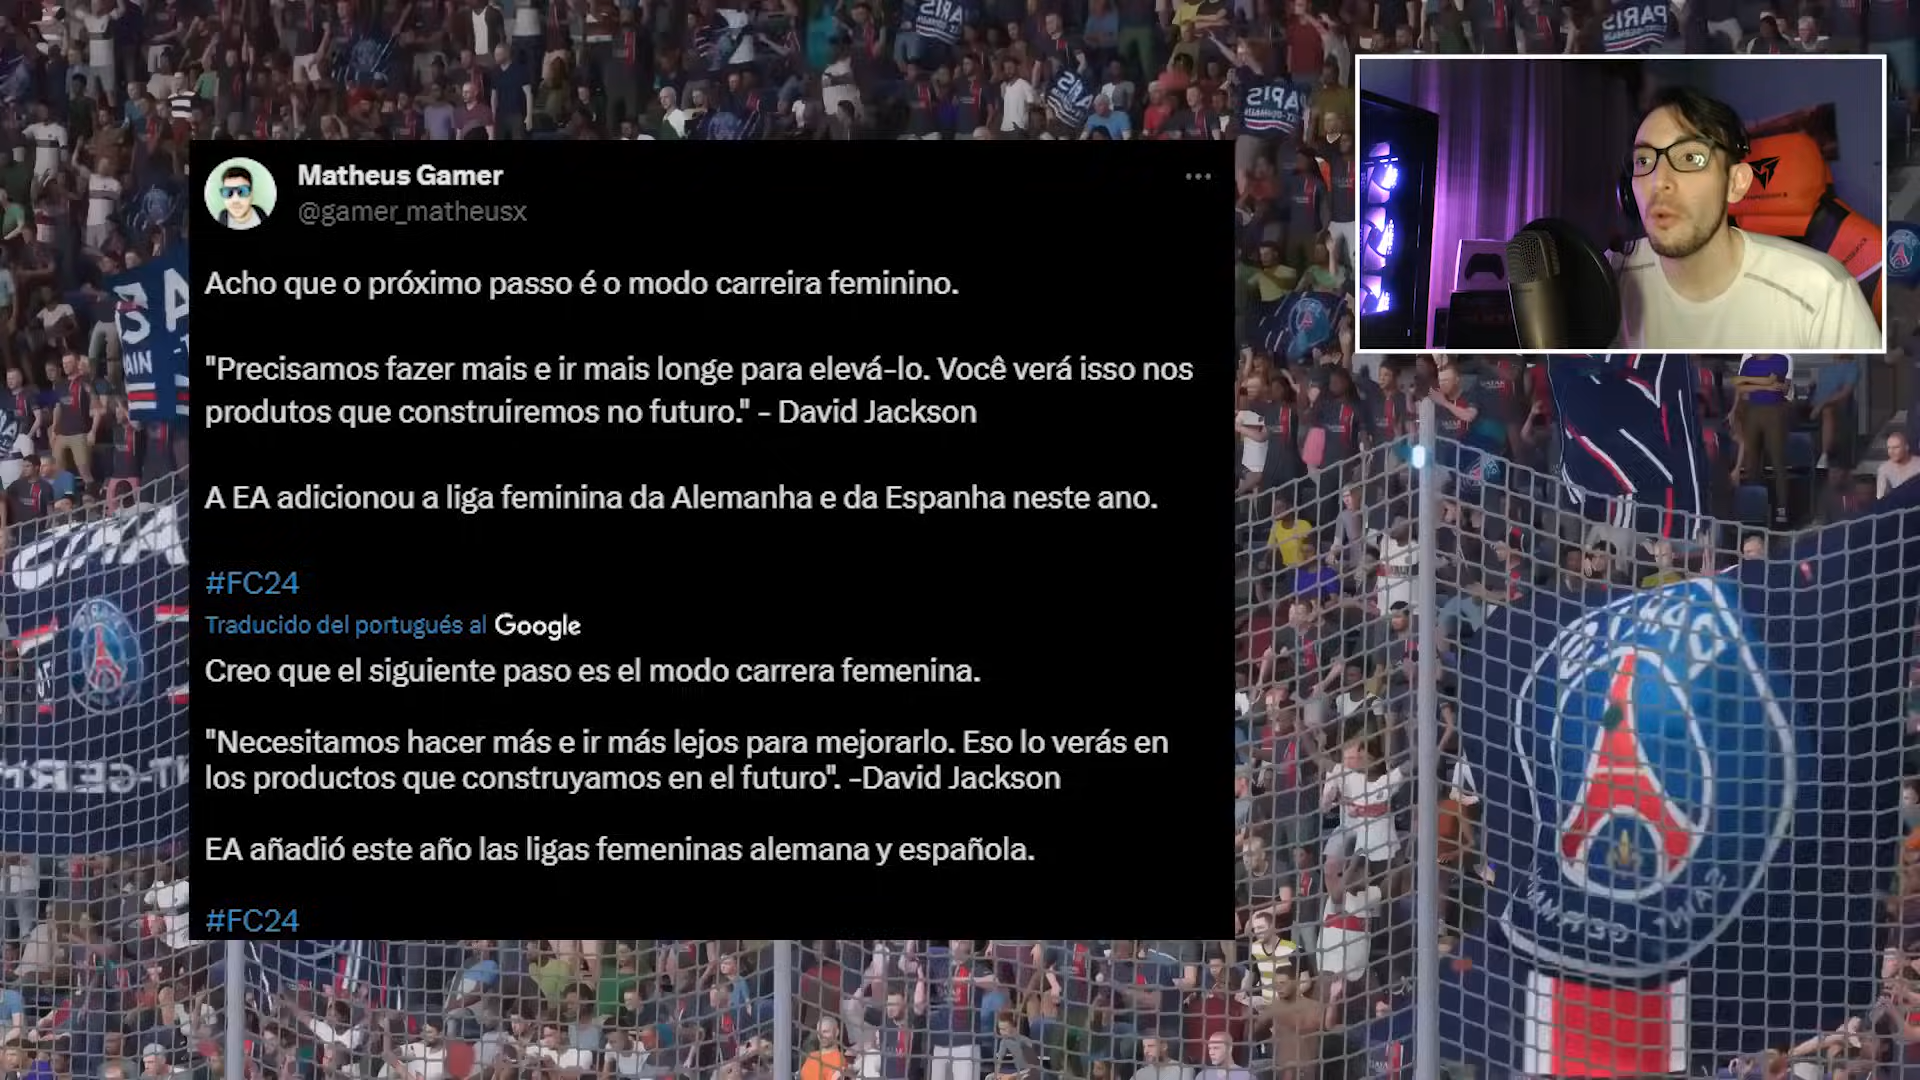 Matheus Gamer
@gamer_matheusx
Acho que o próximo passo é o modo carreira feminino.
"Precisamos fazer mais e ir mais longe para elevá-lo. Você verá isso nos
produtos que construiremos no futuro." - David Jackson
A EA adicionou a liga feminina da Alemanha e da Espanha neste ano.
#FC24
Traducido del portugués al Google
Creo que el siguiente paso es el modo carrera femenina.
"Necesitamos hacer más e ir más lejos para mejorarlo. Eso lo verás en
los productos que construyamos en el futuro". -David Jackson
EA añadió este año las ligas femeninas alemana y española.
#FC24
PARIS
PARIS
PARIS